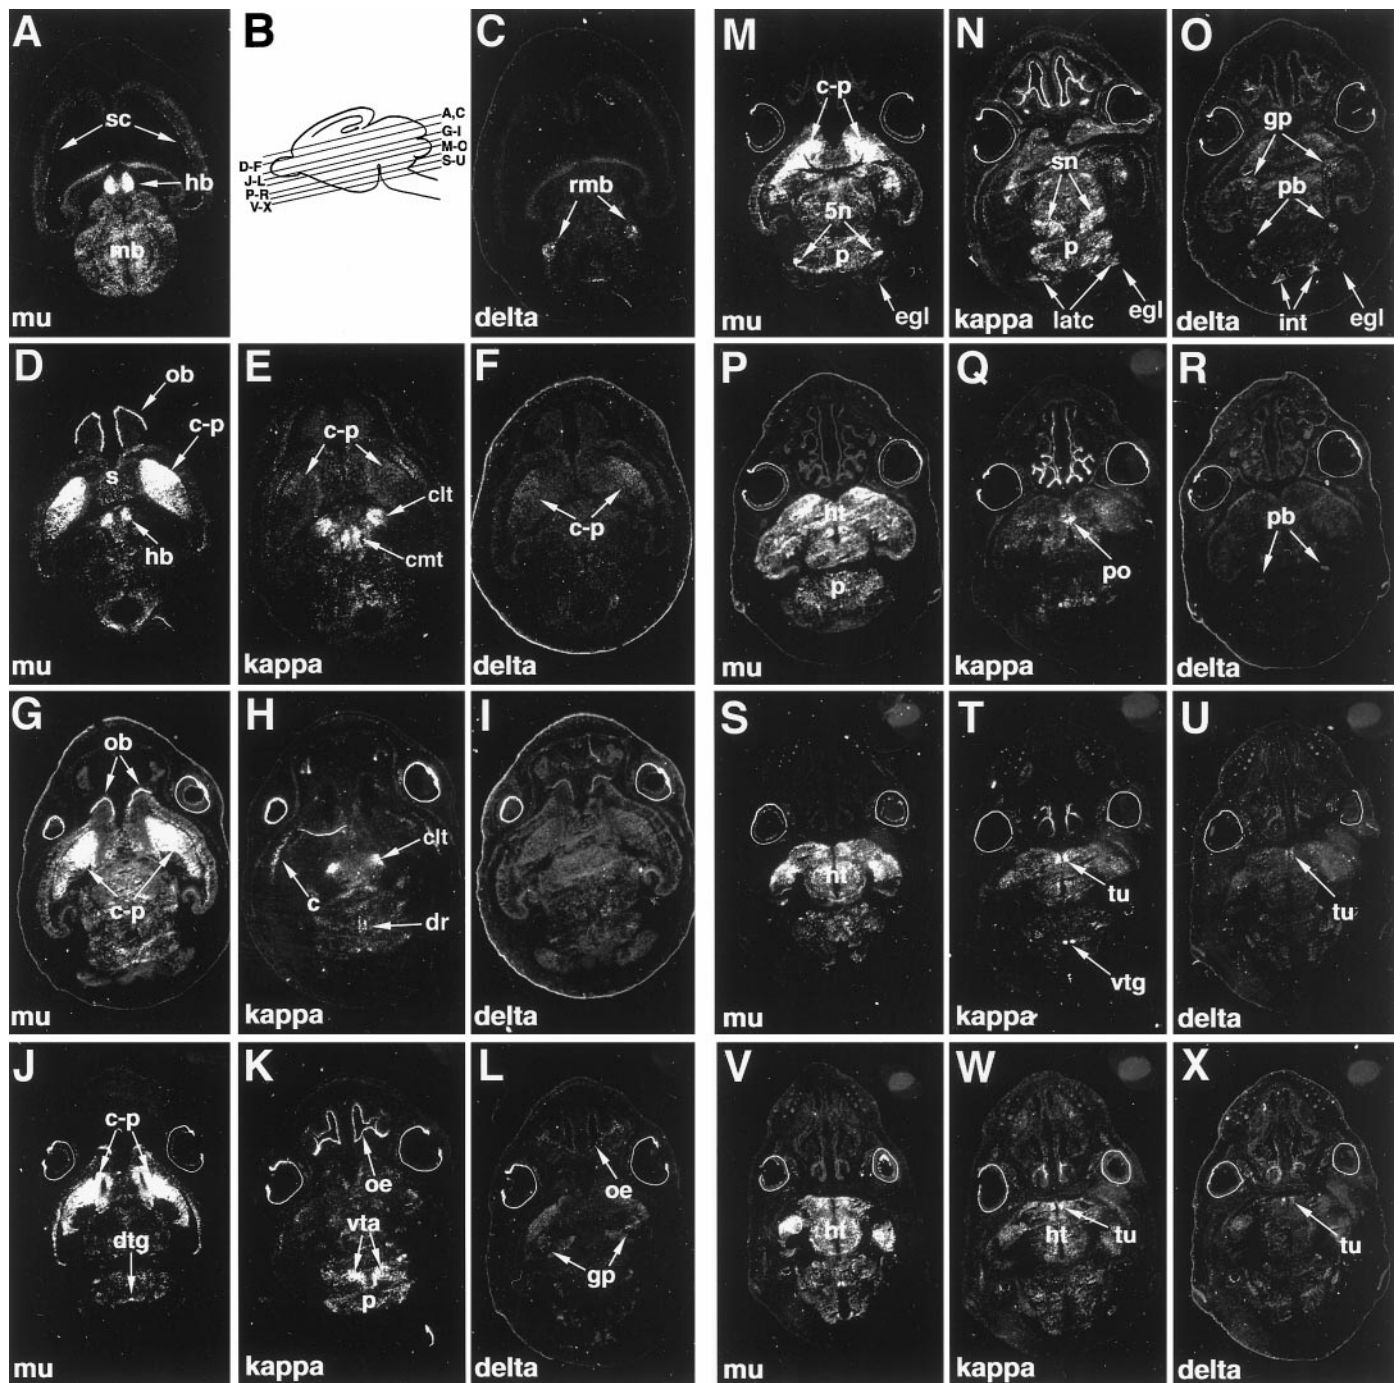 A
sc
hb
mb
mu
B
A,C
G-I
M-O
S-U
D-F
J-L
P-R
V-X
C
rmb
delta
D
ob
c-p
s
hb
mu
E
c-p
clt
cmt
kappa
F
c-p
delta
G
ob
c-p
mu
H
clt
c
dr
kappa
I
delta
J
c-p
dtg
mu
K
oe
vta
p
kappa
L
oe
gp
delta
M
c-p
5n
p
egl
mu
N
sn
p
latc
egl
kappa
O
gp
pb
int
egl
delta
P
ht
p
mu
Q
po
kappa
R
pb
delta
S
ht
mu
T
tu
vtg
kappa
U
tu
delta
V
ht
mu
W
ht
tu
kappa
X
tu
delta